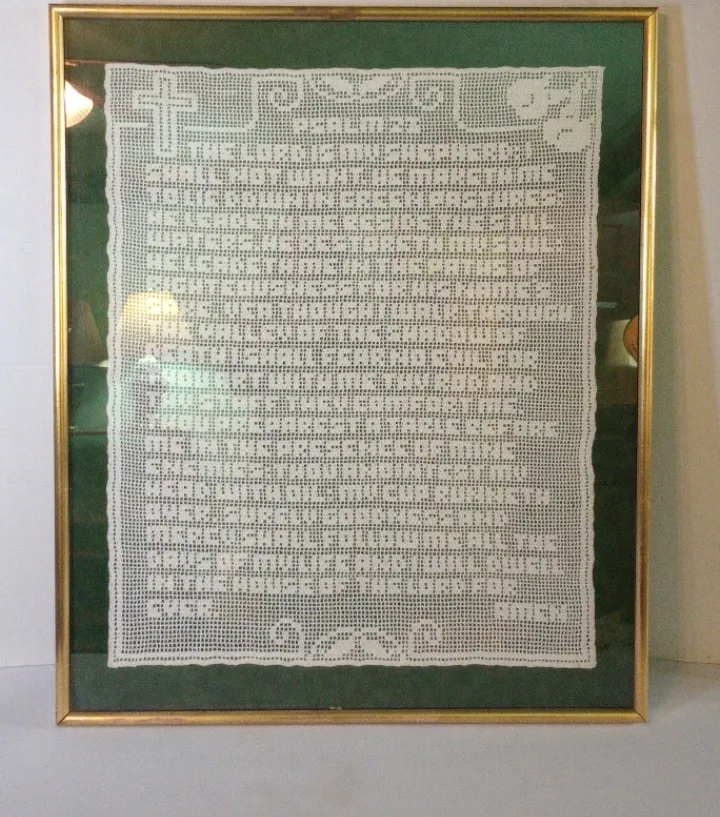 PSALM 23
THE LORD IS MY SHEPHERD; I
SHALL NOT WANT. HE MAKETH ME
TO LIE DOWN IN GREEN PASTURES:
HE LEADETH ME BESIDE THE STILL
WATERS. HE RESTORETH MY SOUL:
HE LEADETH ME IN THE PATHS OF
RIGHTEOUSNESS FOR HIS NAME'S
SAKE. YEA THOUGH I WALK THROUGH
THE VALLEY OF THE SHADOW OF
DEATH I SHALL FEAR NO EVIL: FOR
THOU ART WITH ME THY ROD AND
THY STAFF THEY COMFORT ME.
THOU PREPAREST A TABLE BEFORE
ME IN THE PRESENCE OF MINE
ENEMIES: THOU ANOINTEST MY
HEAD WITH OIL: MY CUP RUNNETH
OVER. SURELY GOODNESS AND
MERCY SHALL FOLLOW ME ALL THE
DAYS OF MY LIFE AND I WILL DWELL
IN THE HOUSE OF THE LORD FOR
EVER. AMEN